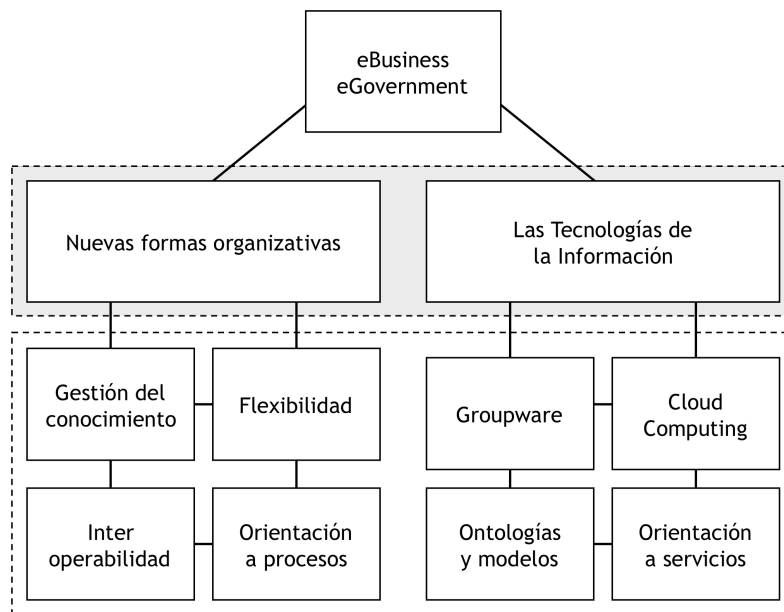 eBusiness
eGovernment
Nuevas formas organizativas
Las Tecnologías de
la Información
Gestión del
conocimiento
Flexibilidad
Groupware
Cloud
Computing
Inter
operabilidad
Orientación
a procesos
Ontologías
y modelos
Orientación
a servicios